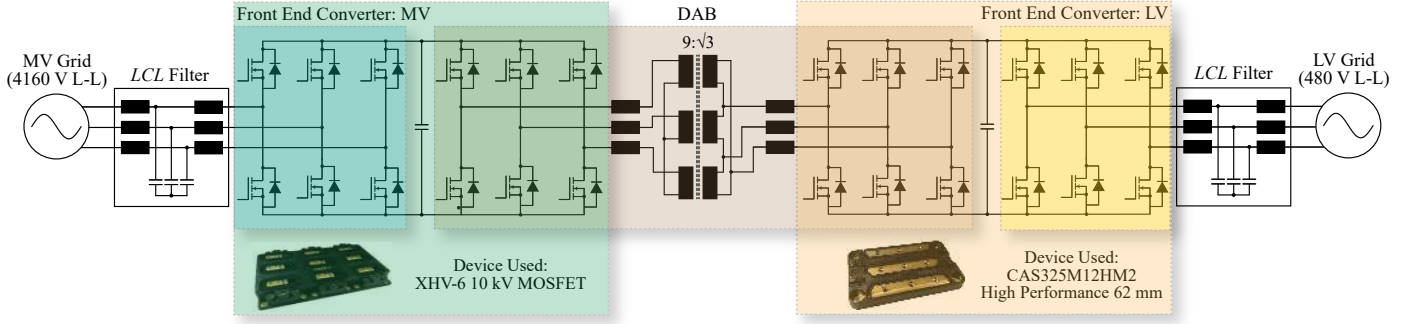 Front End Converter: MV
DAB
Front End Converter: LV
9:√3
MV Grid
(4160 V L-L)
LCL Filter
LCL Filter
LV Grid
(480 V L-L)
Device Used:
XHV-6 10 kV MOSFET
Device Used:
CAS325M12HM2
High Performance 62 mm